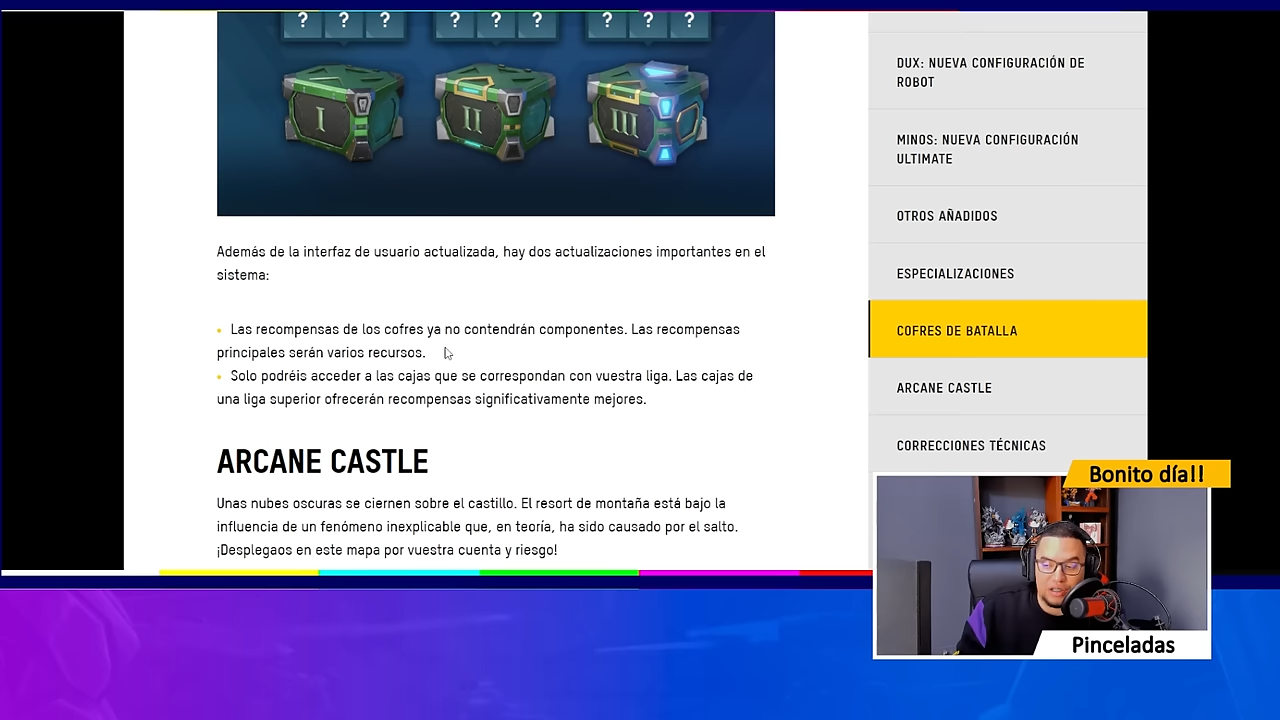 ? ? ? ? ? ? ? ? ?
I II III
Además de la interfaz de usuario actualizada, hay dos actualizaciones importantes en el
sistema:
• Las recompensas de los cofres ya no contendrán componentes. Las recompensas
principales serán varios recursos.
• Solo podréis acceder a las cajas que se correspondan con vuestra liga. Las cajas de
una liga superior ofrecerán recompensas significativamente mejores.
ARCANE CASTLE
Unas nubes oscuras se ciernen sobre el castillo. El resort de montaña está bajo la
influencia de un fenómeno inexplicable que, en teoría, ha sido causado por el salto.
¡Desplegaos en este mapa por vuestra cuenta y riesgo!
DUX: NUEVA CONFIGURACIÓN DE
ROBOT
MINOS: NUEVA CONFIGURACIÓN
ULTIMATE
OTROS AÑADIDOS
ESPECIALIZACIONES
COFRES DE BATALLA
ARCANE CASTLE
CORRECCIONES TÉCNICAS
Bonito día!!
Pinceladas